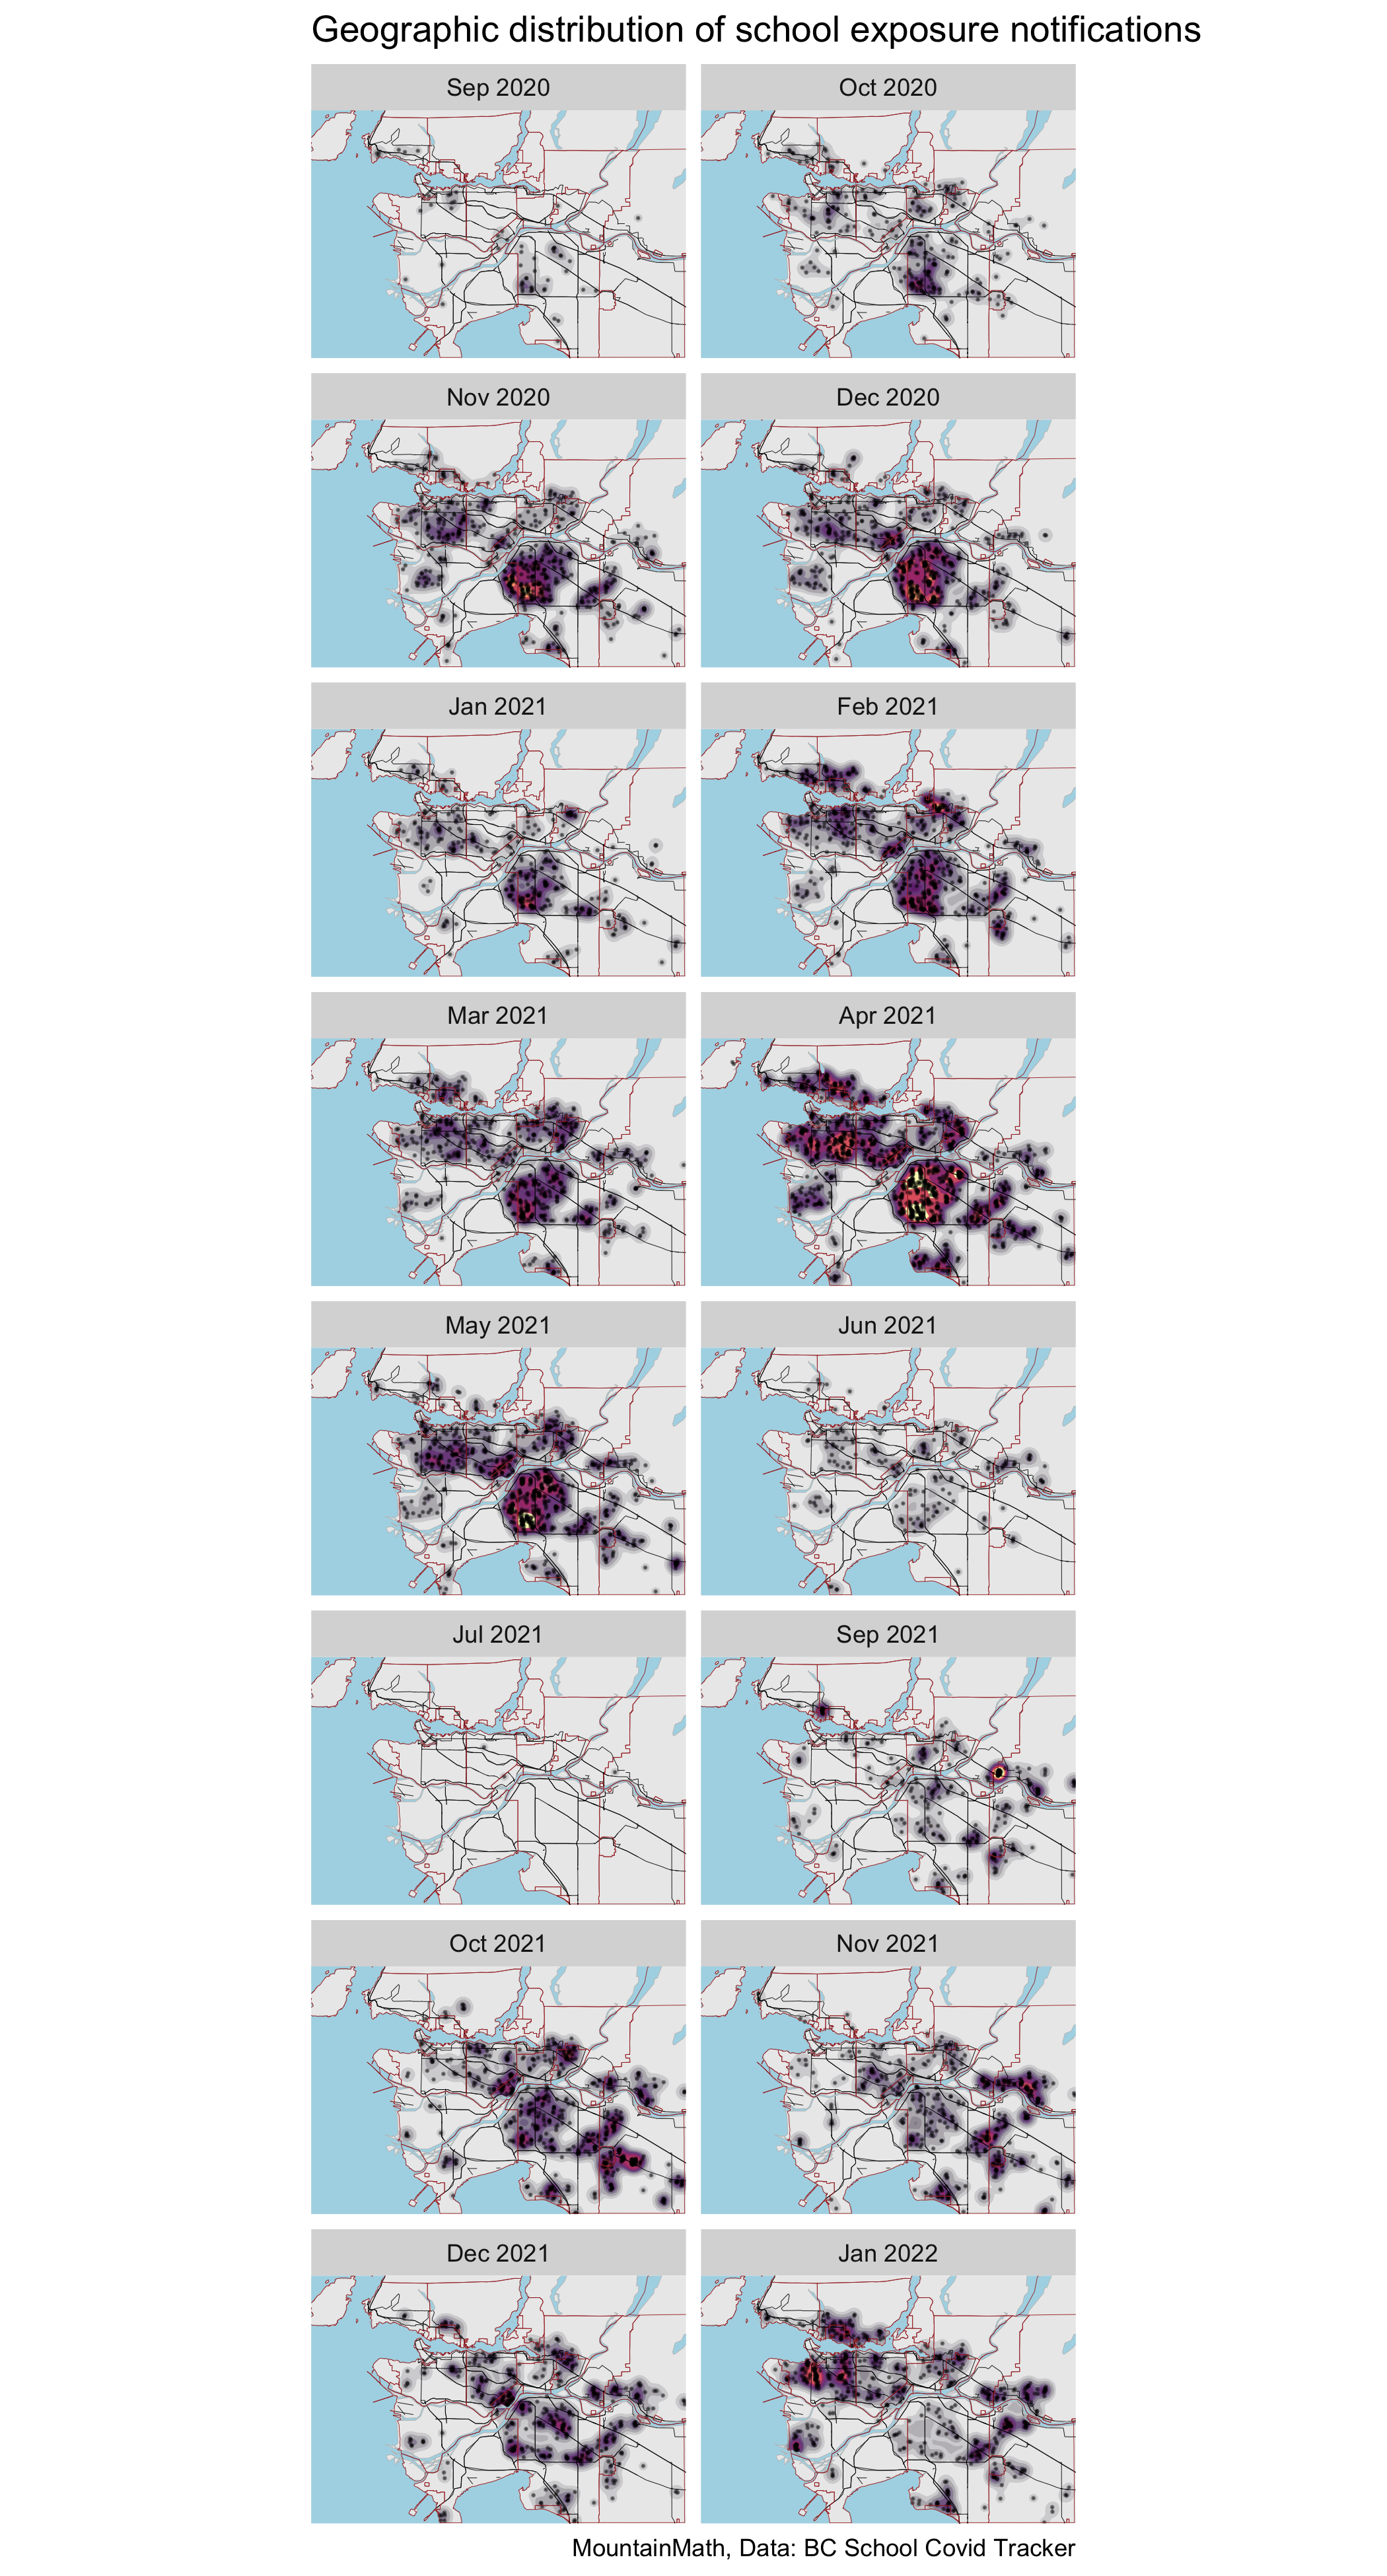 Geographic distribution of school exposure notifications
Sep 2020
Oct 2020
Nov 2020
Dec 2020
Jan 2021
Feb 2021
Mar 2021
Apr 2021
May 2021
Jun 2021
Jul 2021
Sep 2021
Oct 2021
Nov 2021
Dec 2021
Jan 2022
MountainMath, Data: BC School Covid Tracker